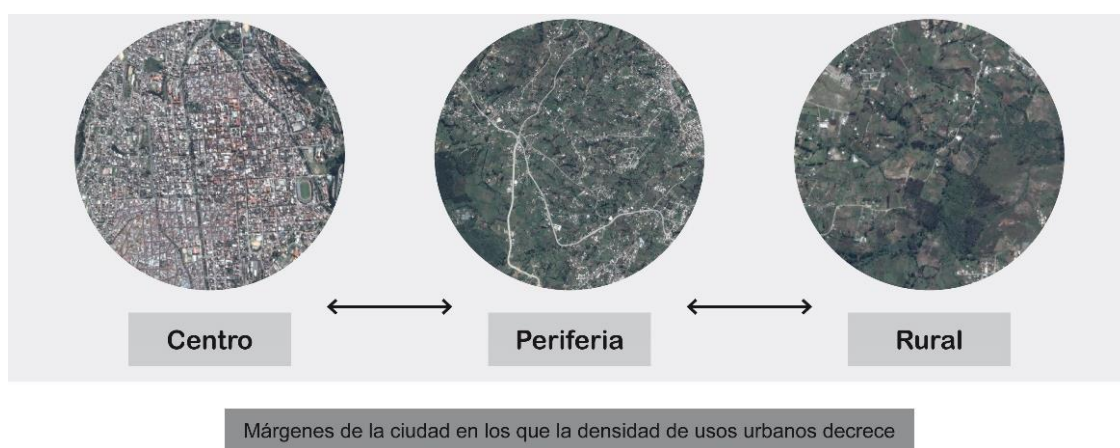 Centro
Periferia
Rural
Márgenes de la ciudad en los que la densidad de usos urbanos decrece